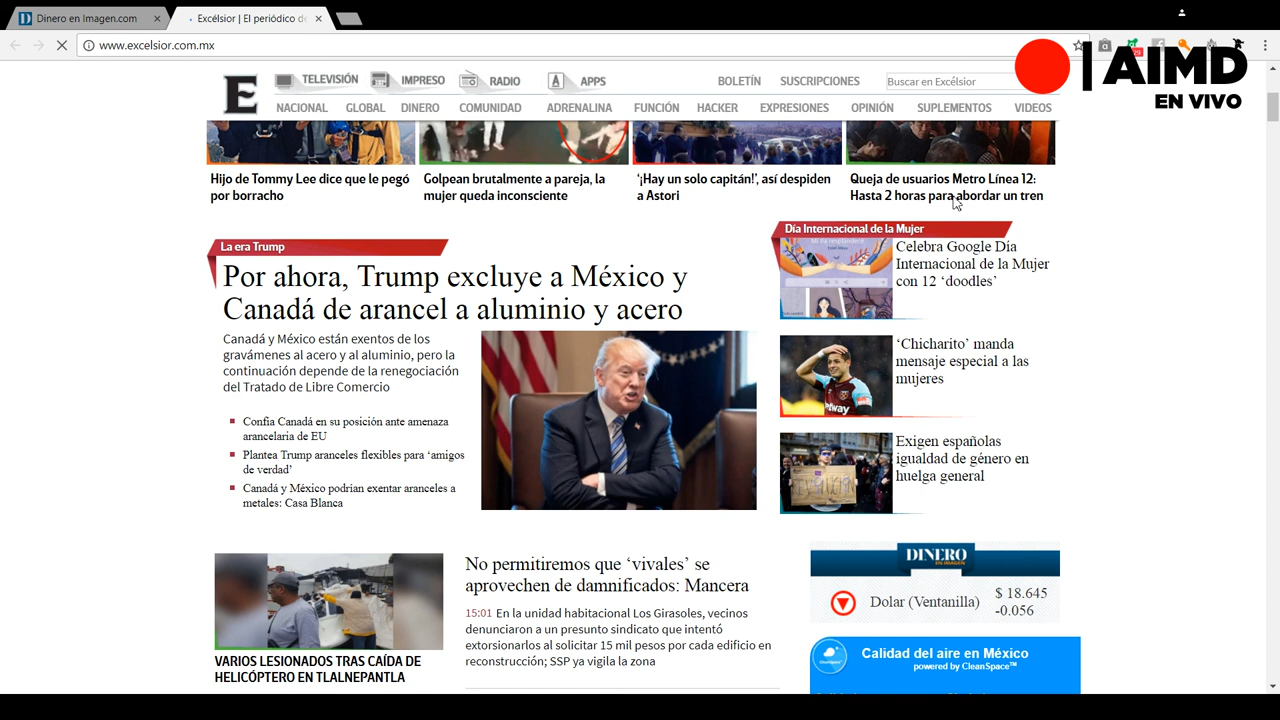 Dinero en Imagen.com
Excélsior | El periódico de
www.excelsior.com.mx
AIMD
EN VIVO
E
TELEVISIÓN
IMPRESO
RADIO
APPS
BOLETÍN
SUSCRIPCIONES
Buscar en Excélsior
NACIONAL
GLOBAL
DINERO
COMUNIDAD
ADRENALINA
FUNCIÓN
HACKER
EXPRESIONES
OPINIÓN
SUPLEMENTOS
VIDEOS
Hijo de Tommy Lee dice que le pegó
por borracho
Golpean brutalmente a pareja, la
mujer queda inconsciente
‘¡Hay un solo capitán!’, así despiden
a Astori
Queja de usuarios Metro Línea 12:
Hasta 2 horas para abordar un tren
La era Trump
Por ahora, Trump excluye a México y
Canadá de arancel a aluminio y acero
Canadá y México están exentos de los
gravámenes al acero y al aluminio, pero la
continuación depende de la renegociación
del Tratado de Libre Comercio
Confía Canadá en su posición ante amenaza
arancelaria de EU
Plantea Trump aranceles flexibles para ‘amigos
de verdad’
Canadá y México podrían exentar aranceles a
metales: Casa Blanca
Día Internacional de la Mujer
Celebra Google Día
Internacional de la Mujer
con 12 ‘doodles’
‘Chicharito’ manda
mensaje especial a las
mujeres
betway
Exigen españolas
igualdad de género en
huelga general
VARIOS LESIONADOS TRAS CAÍDA DE
HELICÓPTERO EN TLALNEPANTLA
No permitiremos que ‘vivales’ se
aprovechen de damnificados: Mancera
15:01 En la unidad habitacional Los Girasoles, vecinos
denunciaron a un presunto sindicato que intentó
extorsionarlos al solicitar 15 mil pesos por cada edificio en
reconstrucción; SSP ya vigila la zona
DINERO
EN IMAGEN
Dolar (Ventanilla)
$ 18.645
-0.056
Calidad del aire en México
powered by CleanSpace™